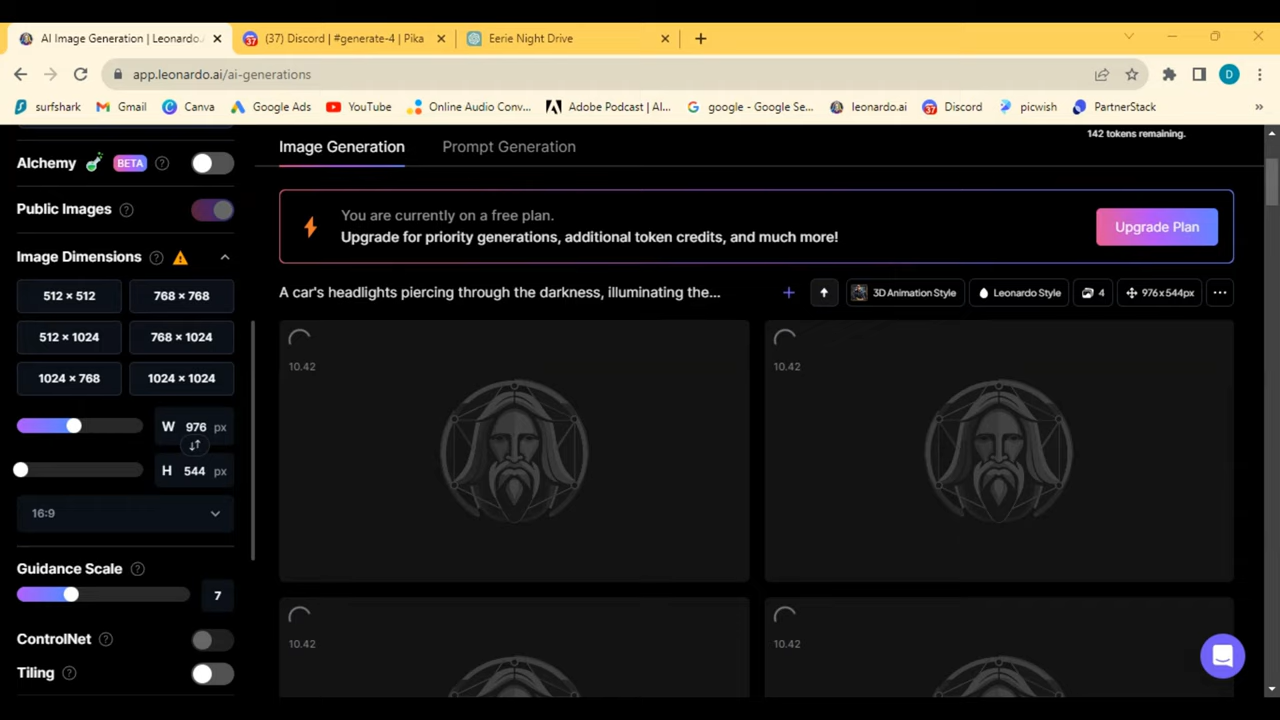 AI Image Generation | Leonardo.
(37) Discord | #generate-4 | Pika
Eerie Night Drive
app.leonardo.ai/ai-generations
D
surfshark
Gmail
Canva
Google Ads
YouTube
Online Audio Conv...
Adobe Podcast | AI...
google - Google Se...
leonardo.ai
Discord
picwish
PartnerStack
142 tokens remaining.
Image Generation
Prompt Generation
Alchemy
BETA
Public Images
You are currently on a free plan.
Upgrade for priority generations, additional token credits, and much more!
Upgrade Plan
Image Dimensions
512 × 512
768 × 768
512 × 1024
768 × 1024
1024 × 768
1024 × 1024
W 976 px
H 544 px
16:9
Guidance Scale
7
ControlNet
Tiling
A car's headlights piercing through the darkness, illuminating the...
3D Animation Style
Leonardo Style
4
976x544px
10.42
10.42
10.42
10.42